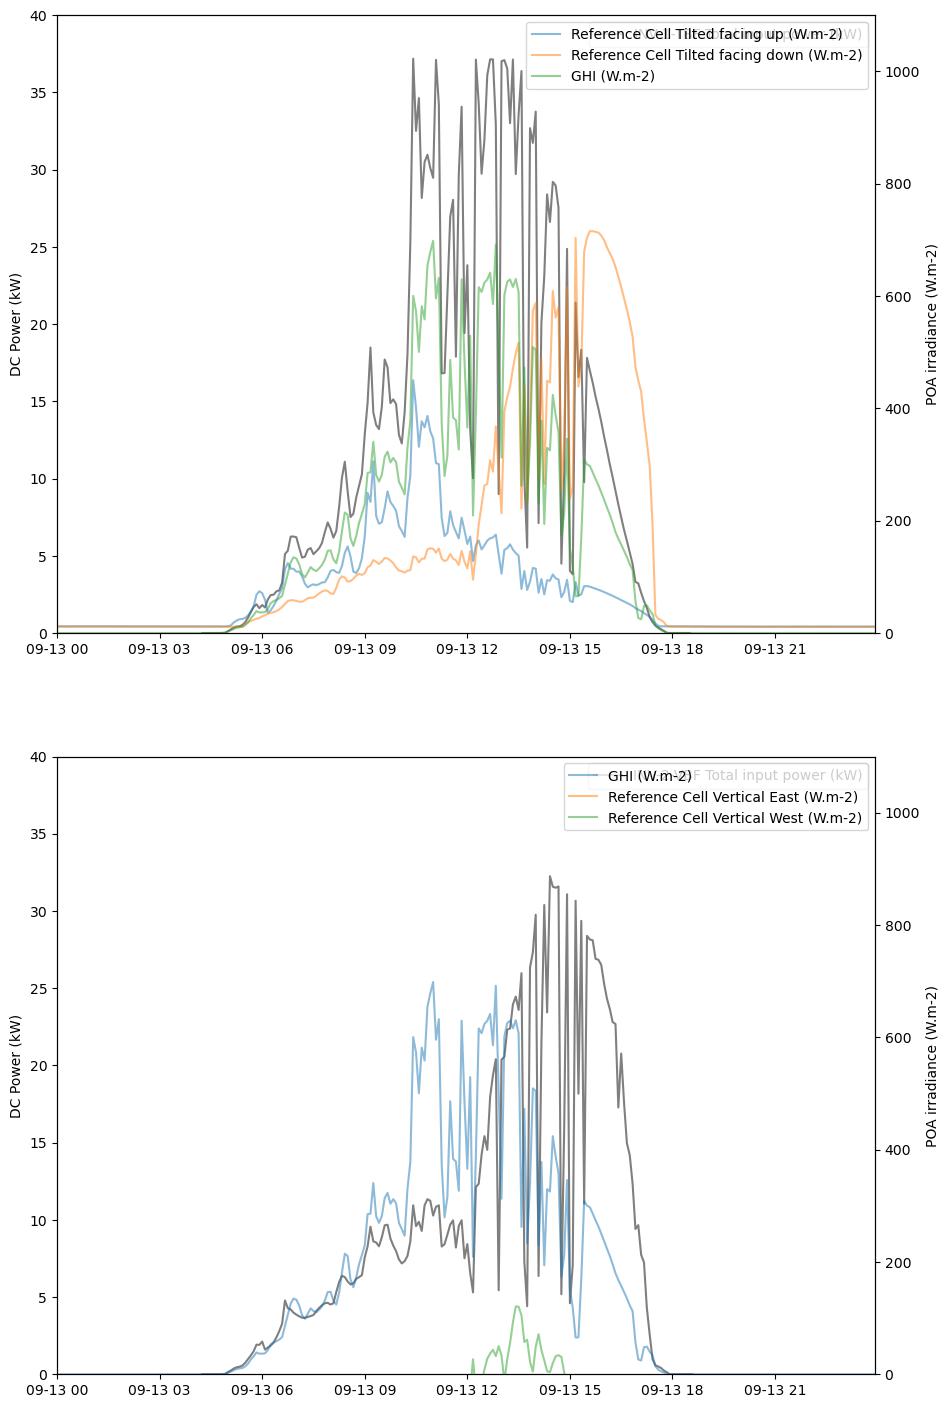 40
35
30
25
20
15
10
5
0
DC Power (kW)
Reference Cell Tilted facing up (W.m-2)
Reference Cell Tilted facing down (W.m-2)
GHI (W.m-2)
1000
800
600
400
200
0
POA irradiance (W.m-2)
09-13 00 09-13 03 09-13 06 09-13 09 09-13 12 09-13 15 09-13 18 09-13 21
40
35
30
25
20
15
10
5
0
DC Power (kW)
GHI (W.m-2) Total input power (kW)
Reference Cell Vertical East (W.m-2)
Reference Cell Vertical West (W.m-2)
1000
800
600
400
200
0
POA irradiance (W.m-2)
09-13 00 09-13 03 09-13 06 09-13 09 09-13 12 09-13 15 09-13 18 09-13 21